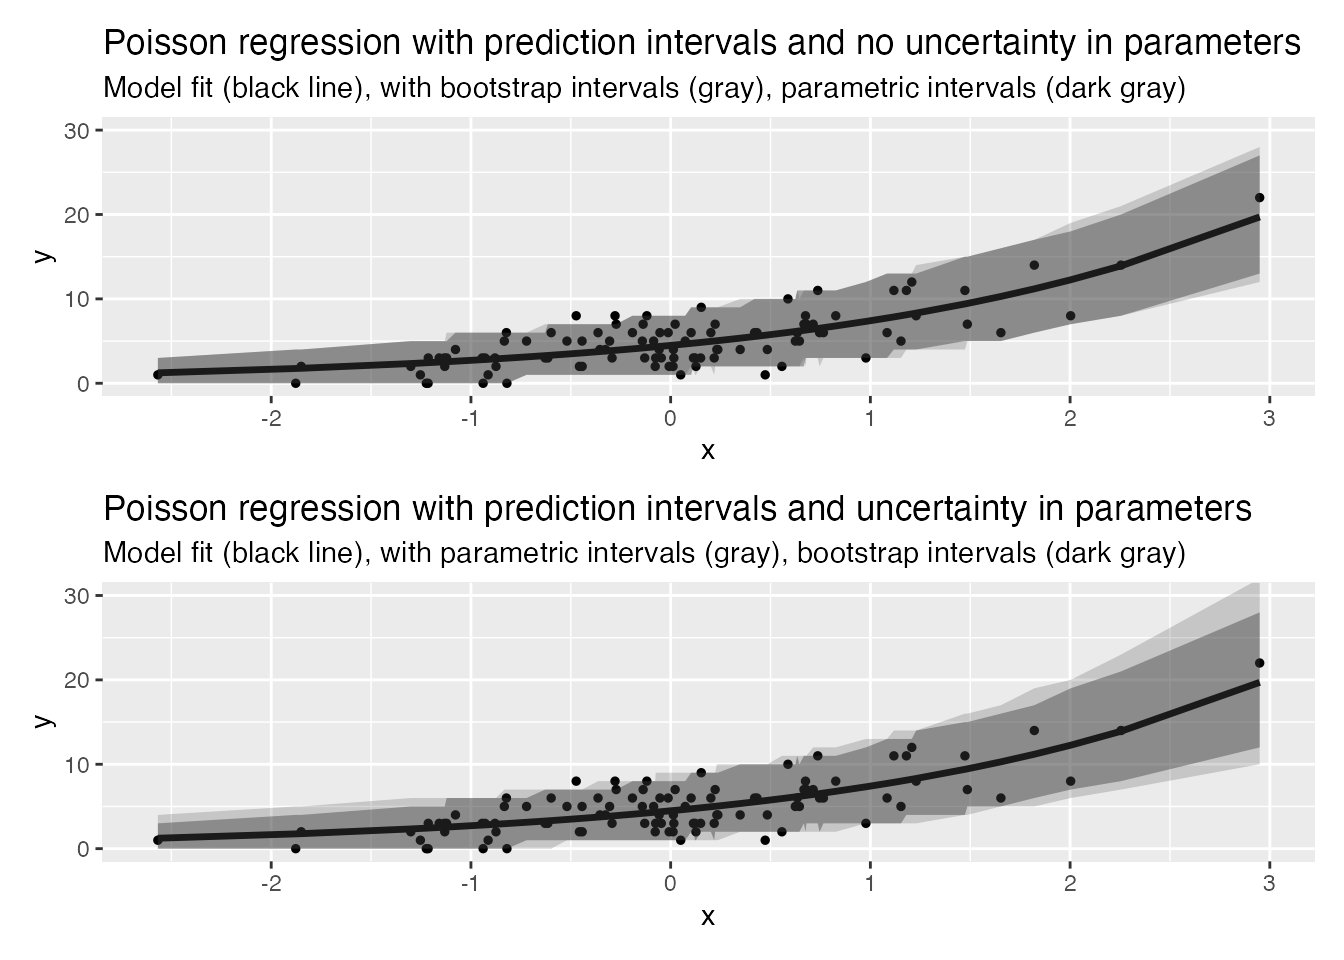 Poisson regression with prediction intervals and no uncertainty in parameters
Model fit (black line), with bootstrap intervals (gray), parametric intervals (dark gray)
30
20
10
0
y
-2 -1 0 1 2 3
x
Poisson regression with prediction intervals and uncertainty in parameters
Model fit (black line), with parametric intervals (gray), bootstrap intervals (dark gray)
30
20
10
0
y
-2 -1 0 1 2 3
x